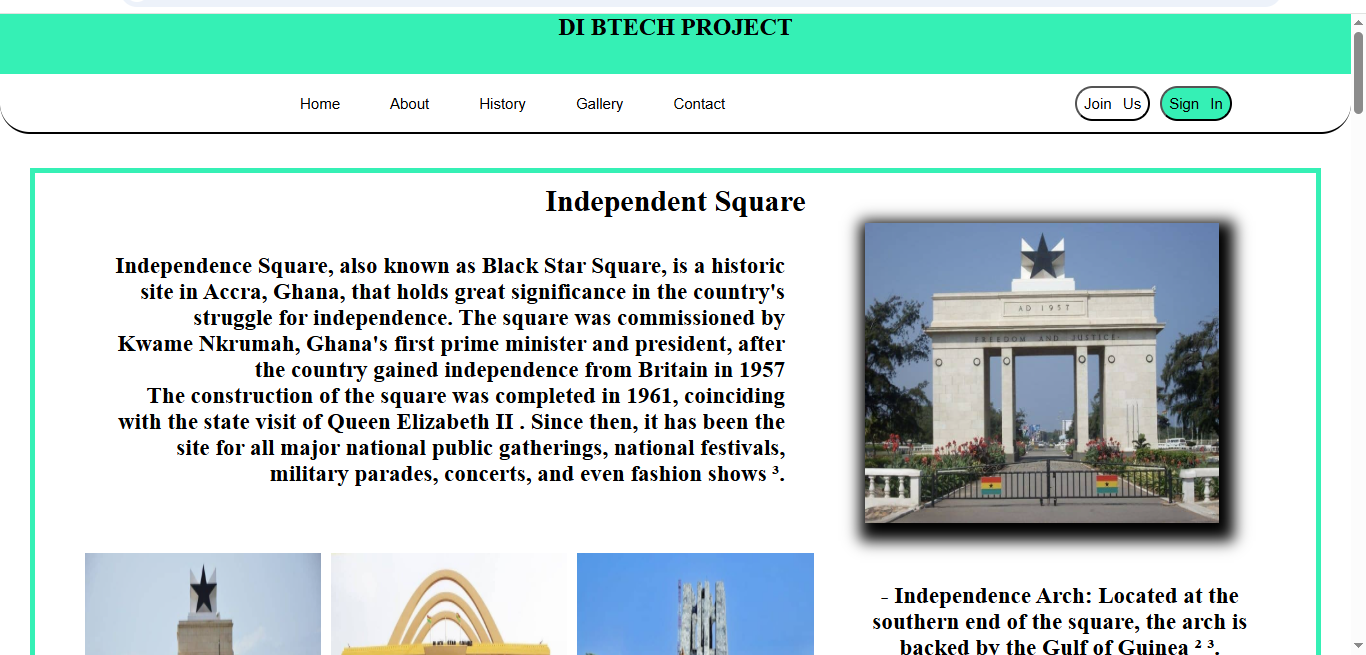 DI BTECH PROJECT
Home About History Gallery Contact Join Us Sign In
Independent Square
Independence Square, also known as Black Star Square, is a historic
site in Accra, Ghana, that holds great significance in the country's
struggle for independence. The square was commissioned by
Kwame Nkrumah, Ghana's first prime minister and president, after
the country gained independence from Britain in 1957
The construction of the square was completed in 1961, coinciding
with the state visit of Queen Elizabeth II . Since then, it has been the
site for all major national public gatherings, national festivals,
military parades, concerts, and even fashion shows ³.
AD 1957
FREEDOM AND JUSTICE
BLACK STAR SQUARE
- Independence Arch: Located at the
southern end of the square, the arch is
backed by the Gulf of Guinea ² ³.